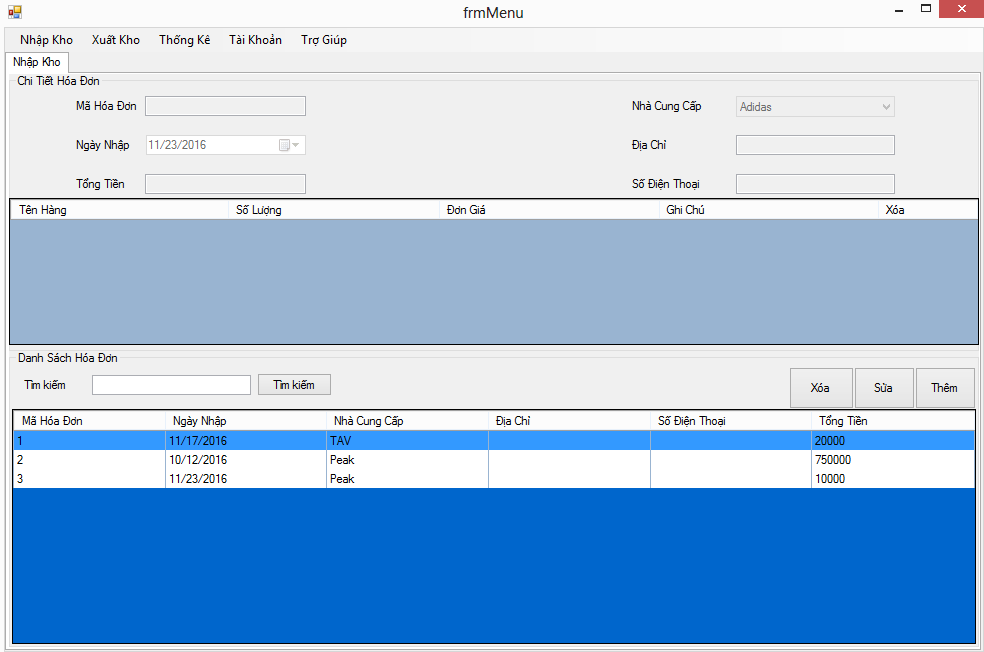 frmMenu
Nhập Kho Xuất Kho Thống Kê Tài Khoản Trợ Giúp
Nhập Kho
Chi Tiết Hóa Đơn
Mã Hóa Đơn Nhà Cung Cấp Adidas
Ngày Nhập 11/23/2016 Địa Chỉ
Tổng Tiền Số Điện Thoại
Tên Hàng Số Lượng Đơn Giá Ghi Chú Xóa
Danh Sách Hóa Đơn
Tìm kiếm Tìm kiếm Xóa Sửa Thêm
Mã Hóa Đơn Ngày Nhập Nhà Cung Cấp Địa Chỉ Số Điện Thoại Tổng Tiền
1 11/17/2016 TAV 20000
2 10/12/2016 Peak 750000
3 11/23/2016 Peak 10000